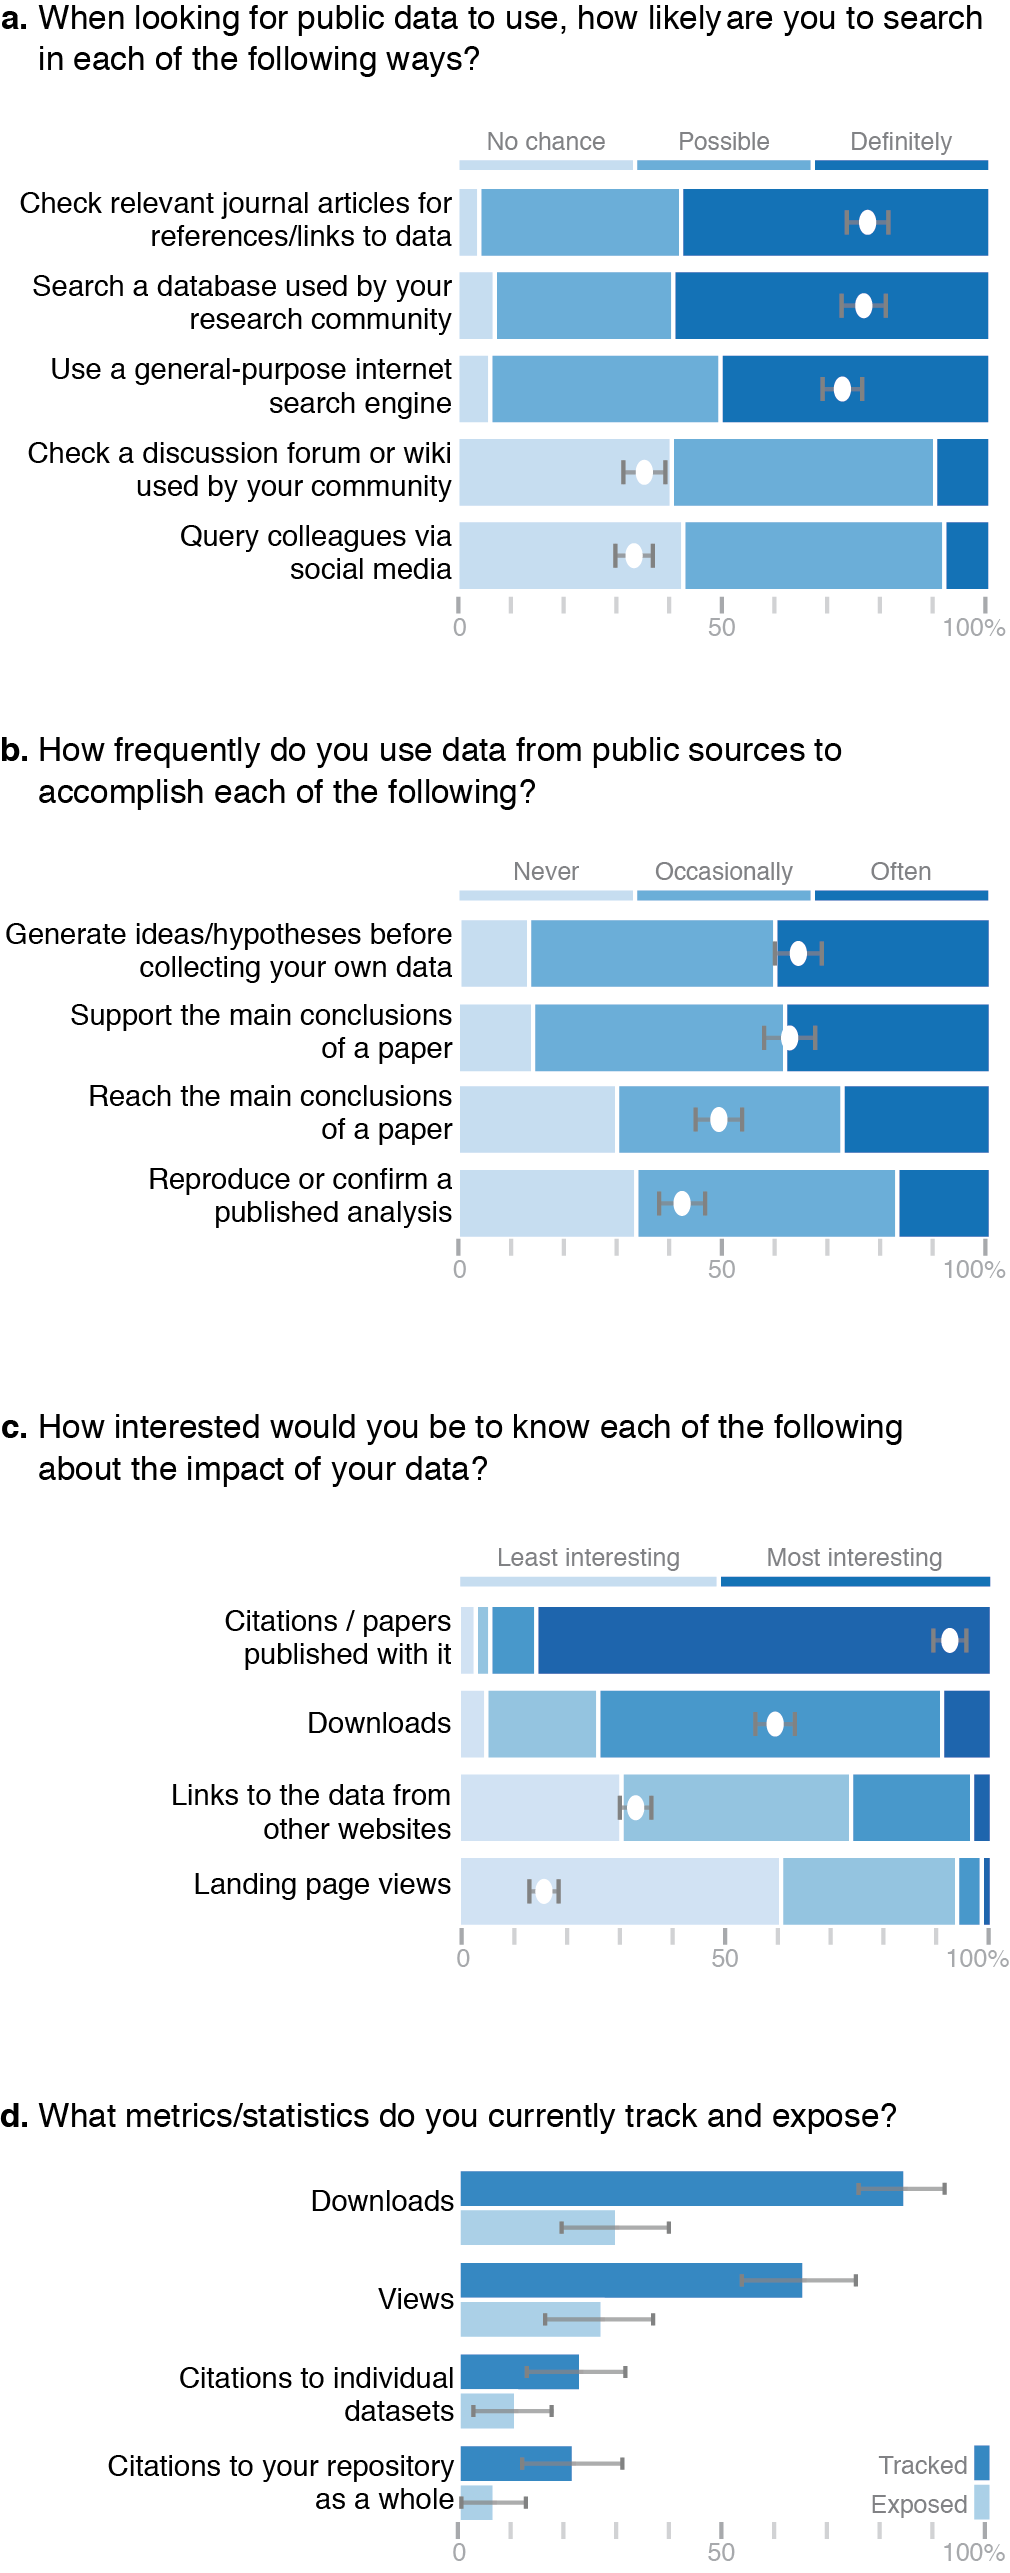 a. When looking for public data to use, how likely are you to search
in each of the following ways?
No chance Possible Definitely
Check relevant journal articles for
references/links to data
Search a database used by your
research community
Use a general-purpose internet
search engine
Check a discussion forum or wiki
used by your community
Query colleagues via
social media
0 50 100%
b. How frequently do you use data from public sources to
accomplish each of the following?
Never Occasionally Often
Generate ideas/hypotheses before
collecting your own data
Support the main conclusions
of a paper
Reach the main conclusions
of a paper
Reproduce or confirm a
published analysis
0 50 100%
c. How interested would you be to know each of the following
about the impact of your data?
Least interesting Most interesting
Citations / papers
published with it
Downloads
Links to the data from
other websites
Landing page views
0 50 100%
d. What metrics/statistics do you currently track and expose?
Downloads
Views
Citations to individual
datasets
Citations to your repository
as a whole
Tracked
Exposed
0 50 100%